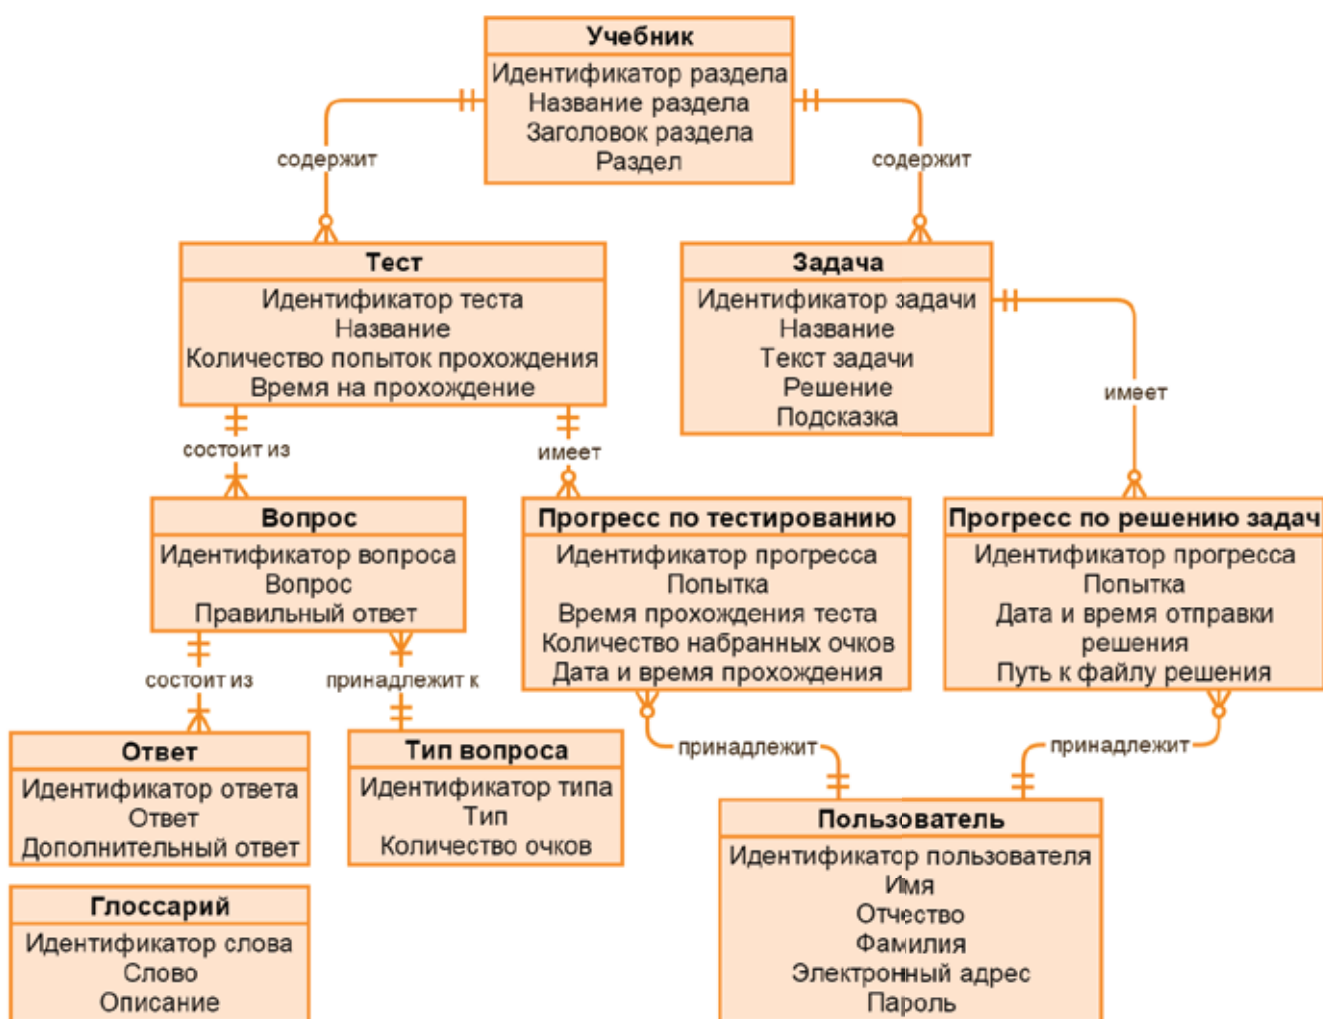 Учебник
Идентификатор раздела
Название раздела
Заголовок раздела
Раздел
содержит
содержит
Тест
Идентификатор теста
Название
Количество попыток прохождения
Время на прохождение
Задача
Идентификатор задачи
Название
Текст задачи
Решение
Подсказка
состоит из
имеет
имеет
Вопрос
Идентификатор вопроса
Вопрос
Правильный ответ
Прогресс по тестированию
Идентификатор прогресса
Попытка
Время прохождения теста
Количество набранных очков
Дата и время прохождения
Прогресс по решению задач
Идентификатор прогресса
Попытка
Дата и время отправки
решения
Путь к файлу решения
состоит из
принадлежит к
принадлежит
принадлежит
Ответ
Идентификатор ответа
Ответ
Дополнительный ответ
Тип вопроса
Идентификатор типа
Тип
Количество очков
Пользователь
Идентификатор пользователя
Имя
Отчество
Фамилия
Электронный адрес
Пароль
Глоссарий
Идентификатор слова
Слово
Описание